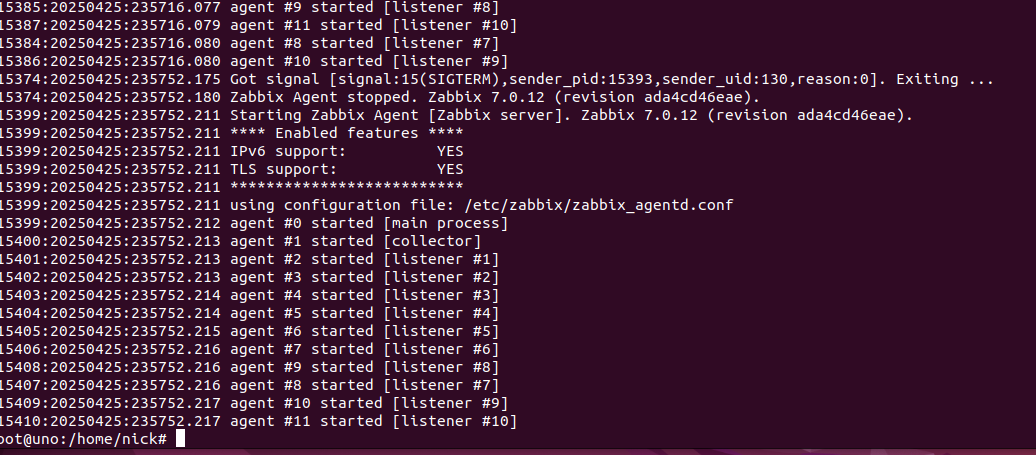 15385:20250425:235716.077 agent #9 started [listener #8]
15387:20250425:235716.079 agent #11 started [listener #10]
15384:20250425:235716.080 agent #8 started [listener #7]
15386:20250425:235716.080 agent #10 started [listener #9]
15374:20250425:235752.175 Got signal [signal:15(SIGTERM),sender_pid:15393,sender_uid:130,reason:0]. Exiting ...
15374:20250425:235752.180 Zabbix Agent stopped. Zabbix 7.0.12 (revision ada4cd46eae).
15399:20250425:235752.211 Starting Zabbix Agent [Zabbix server]. Zabbix 7.0.12 (revision ada4cd46eae).
15399:20250425:235752.211 **** Enabled features ****
15399:20250425:235752.211 IPv6 support:          YES
15399:20250425:235752.211 TLS support:           YES
15399:20250425:235752.211 **************************
15399:20250425:235752.211 using configuration file: /etc/zabbix/zabbix_agentd.conf
15399:20250425:235752.212 agent #0 started [main process]
15400:20250425:235752.213 agent #1 started [collector]
15401:20250425:235752.213 agent #2 started [listener #1]
15402:20250425:235752.213 agent #3 started [listener #2]
15403:20250425:235752.214 agent #4 started [listener #3]
15404:20250425:235752.214 agent #5 started [listener #4]
15405:20250425:235752.215 agent #6 started [listener #5]
15406:20250425:235752.216 agent #7 started [listener #6]
15408:20250425:235752.216 agent #9 started [listener #8]
15407:20250425:235752.216 agent #8 started [listener #7]
15409:20250425:235752.217 agent #10 started [listener #9]
15410:20250425:235752.217 agent #11 started [listener #10]
oot@uno:/home/nick#